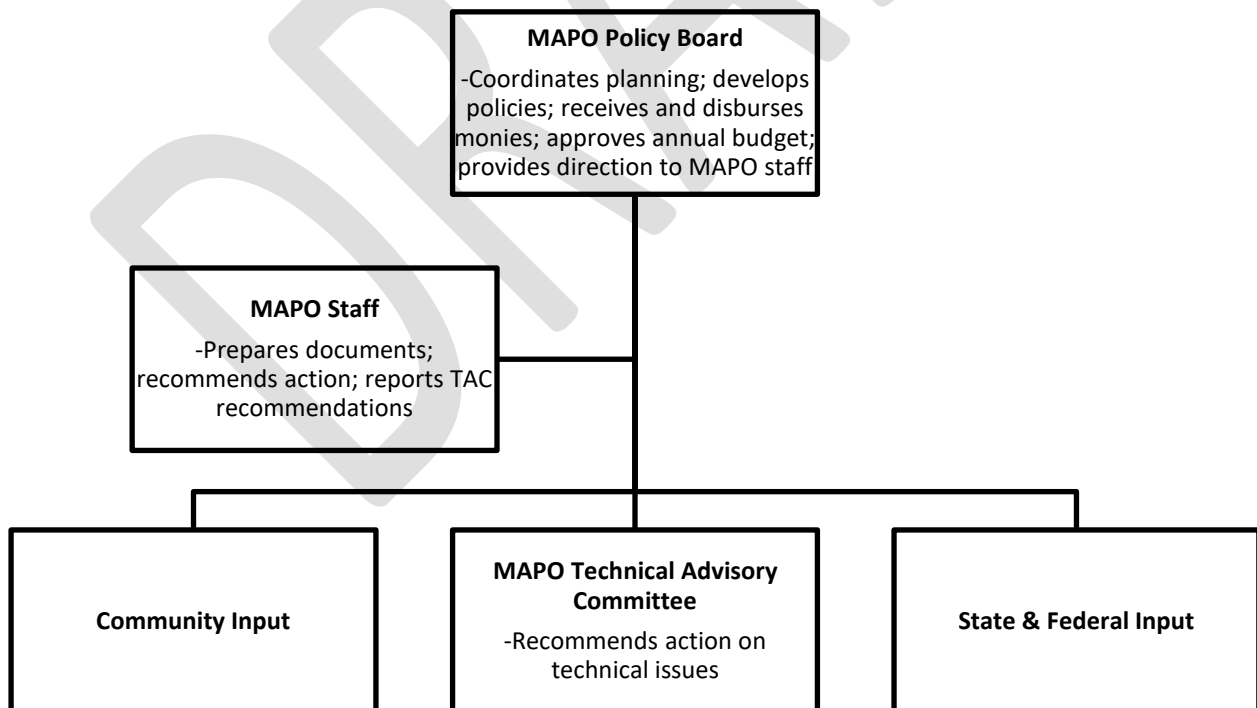 MAPO Policy Board
-Coordinates planning; develops
policies; receives and disburses
monies; approves annual budget;
provides direction to MAPO staff
MAPO Staff
-Prepares documents;
recommends action; reports TAC
recommendations
Community Input
MAPO Technical Advisory
Committee
-Recommends action on
technical issues
State & Federal Input